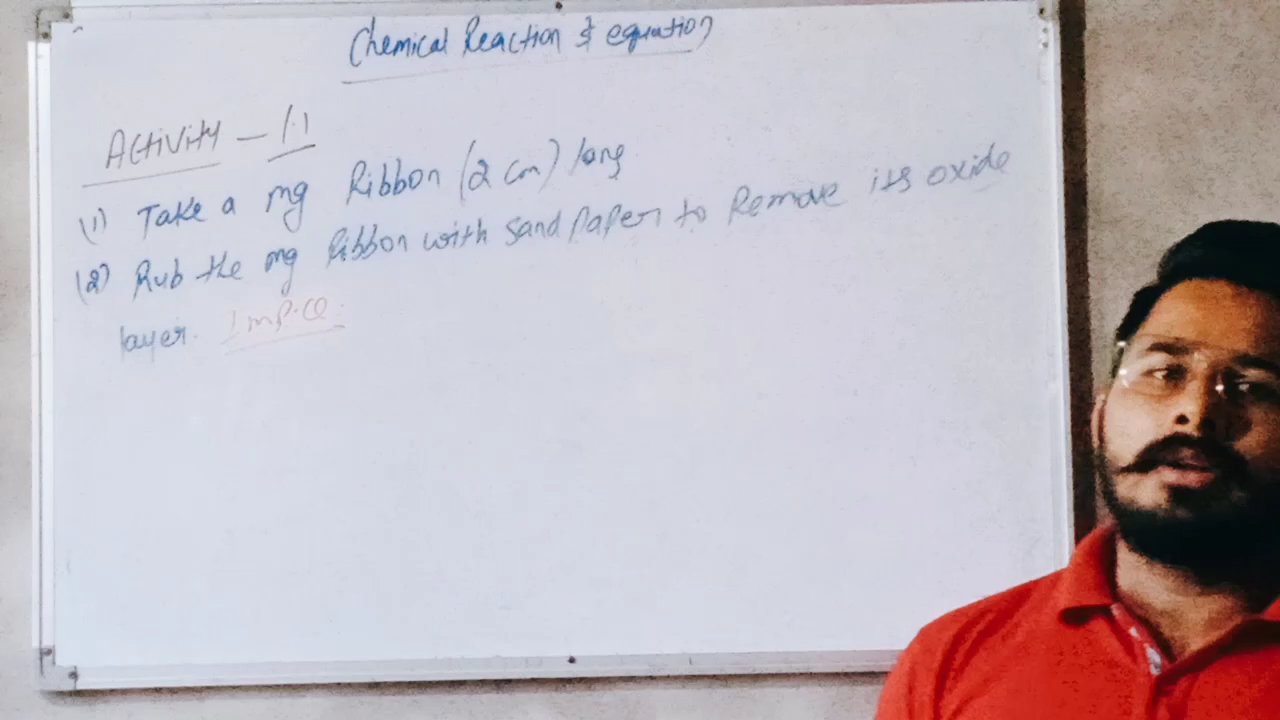 Chemical Reaction & equation
Activity - 1.1
(1) Take a mg Ribbon (2 cm) long
(2) Rub the mg Ribbon with sand paper to Remove its oxide
layer. Imp. Q.